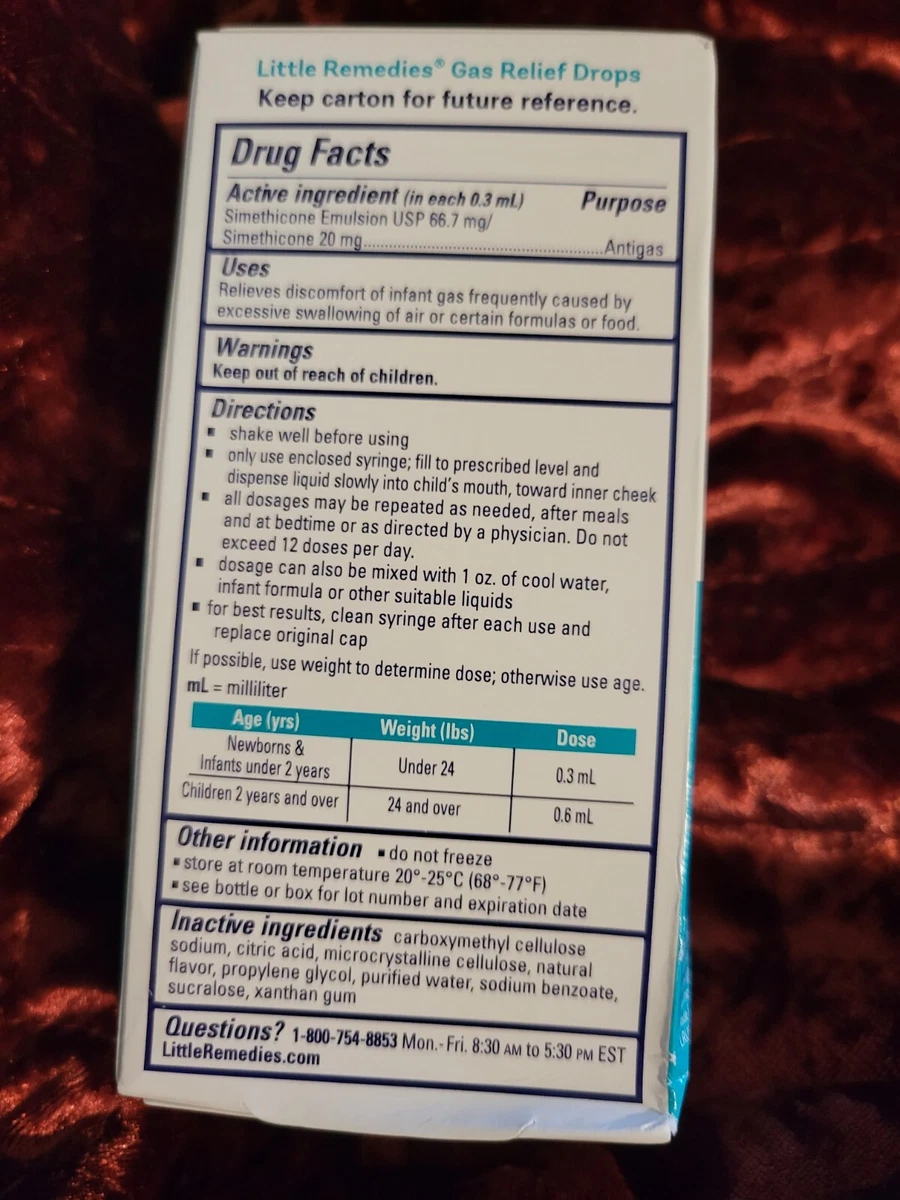 Little Remedies® Gas Relief Drops
Keep carton for future reference.
Drug Facts
Active ingredient (in each 0.3 mL) Purpose
Simethicone Emulsion USP 66.7 mg/
Simethicone 20 mg......................................................Antigas
Uses
Relieves discomfort of infant gas frequently caused by
excessive swallowing of air or certain formulas or food.
Warnings
Keep out of reach of children.
Directions
▪ shake well before using
▪ only use enclosed syringe; fill to prescribed level and
dispense liquid slowly into child's mouth, toward inner cheek
▪ all dosages may be repeated as needed, after meals
and at bedtime or as directed by a physician. Do not
exceed 12 doses per day.
▪ dosage can also be mixed with 1 oz. of cool water,
infant formula or other suitable liquids
▪ for best results, clean syringe after each use and
replace original cap
If possible, use weight to determine dose; otherwise use age.
mL = milliliter
Age (yrs) Weight (lbs) Dose
Newborns &
Infants under 2 years Under 24 0.3 mL
Children 2 years and over 24 and over 0.6 mL
Other information ▪ do not freeze
▪ store at room temperature 20°-25°C (68°-77°F)
▪ see bottle or box for lot number and expiration date
Inactive ingredients carboxymethyl cellulose
sodium, citric acid, microcrystalline cellulose, natural
flavor, propylene glycol, purified water, sodium benzoate,
sucralose, xanthan gum
Questions? 1-800-754-8853 Mon.- Fri. 8:30 AM to 5:30 PM EST
LittleRemedies.com